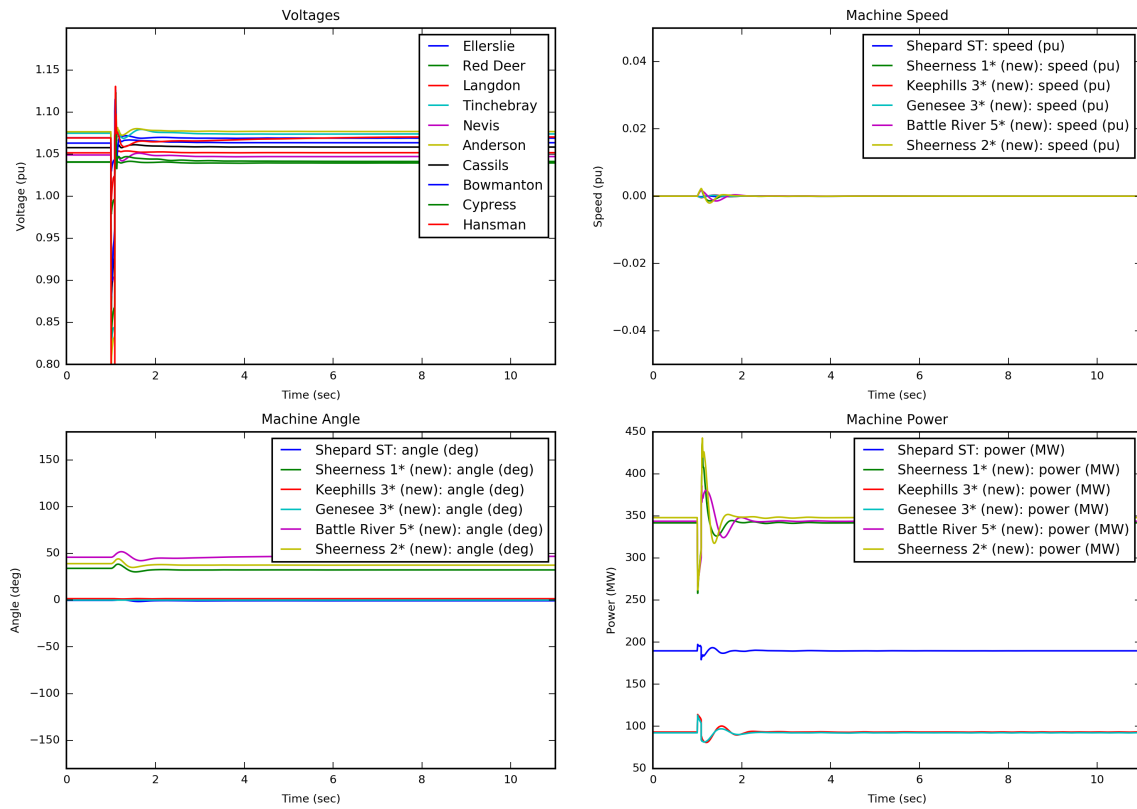 Voltages
1.15
1.10
1.05
1.00
0.95
0.90
0.85
0.80
Voltage (pu)
0
2
4
6
8
10
Time (sec)
Ellerslie
Red Deer
Langdon
Tinchebray
Nevis
Anderson
Cassils
Bowmanton
Cypress
Hansman
Machine Speed
0.04
0.02
0.00
−0.02
−0.04
Speed (pu)
0
2
4
6
8
10
Time (sec)
Shepard ST: speed (pu)
Sheerness 1* (new): speed (pu)
Keephills 3* (new): speed (pu)
Genesee 3* (new): speed (pu)
Battle River 5* (new): speed (pu)
Sheerness 2* (new): speed (pu)
Machine Angle
150
100
50
0
−50
−100
−150
Angle (deg)
0
2
4
6
8
10
Time (sec)
Shepard ST: angle (deg)
Sheerness 1* (new): angle (deg)
Keephills 3* (new): angle (deg)
Genesee 3* (new): angle (deg)
Battle River 5* (new): angle (deg)
Sheerness 2* (new): angle (deg)
Machine Power
450
400
350
300
250
200
150
100
50
Power (MW)
0
2
4
6
8
10
Time (sec)
Shepard ST: power (MW)
Sheerness 1* (new): power (MW)
Keephills 3* (new): power (MW)
Genesee 3* (new): power (MW)
Battle River 5* (new): power (MW)
Sheerness 2* (new): power (MW)